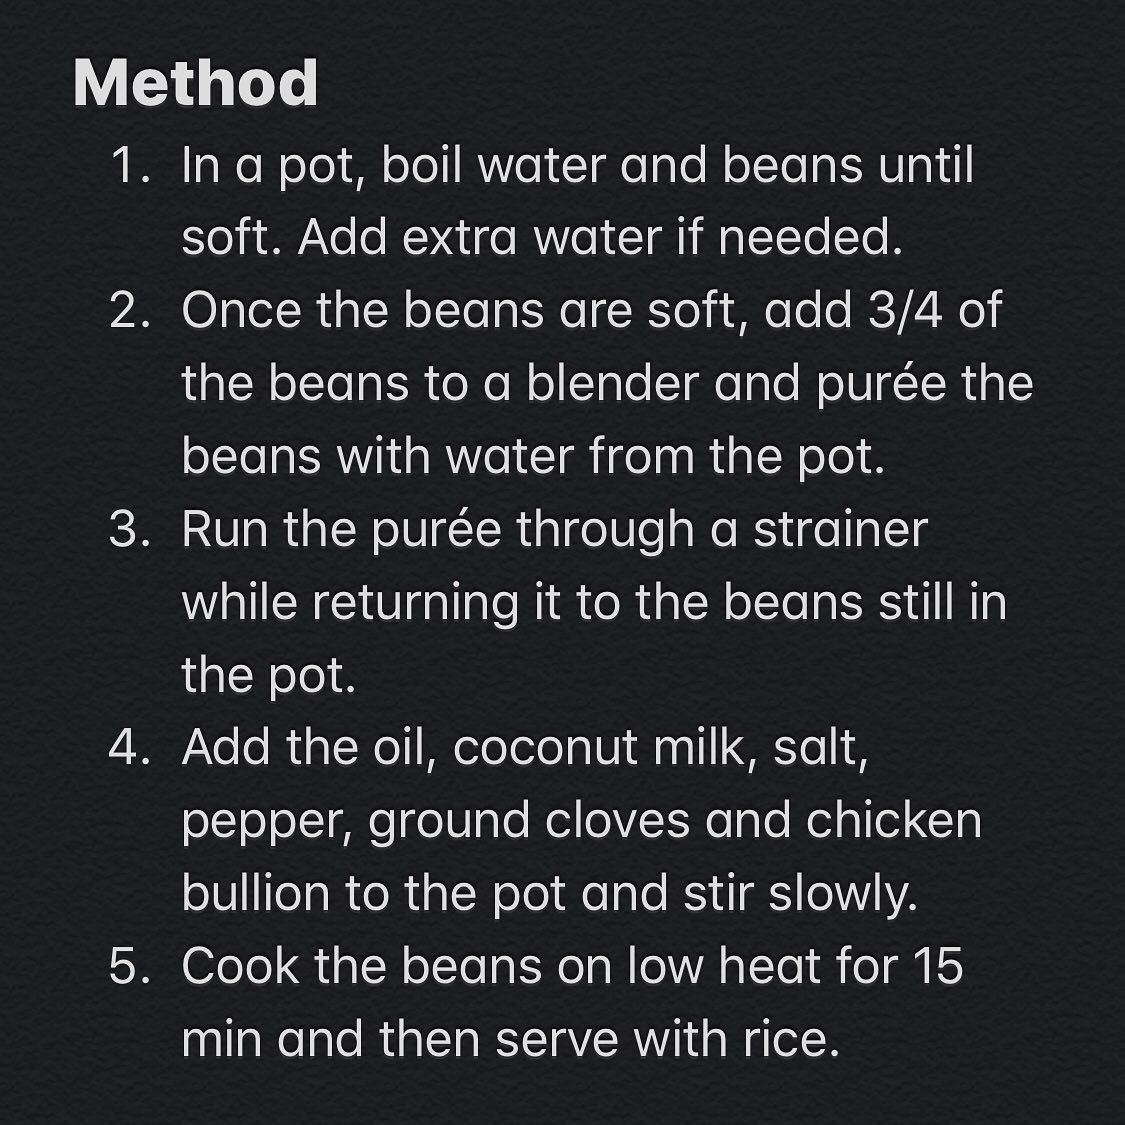 Method
1. In a pot, boil water and beans until
soft. Add extra water if needed.
2. Once the beans are soft, add 3/4 of
the beans to a blender and purée the
beans with water from the pot.
3. Run the purée through a strainer
while returning it to the beans still in
the pot.
4. Add the oil, coconut milk, salt,
pepper, ground cloves and chicken
bullion to the pot and stir slowly.
5. Cook the beans on low heat for 15
min and then serve with rice.